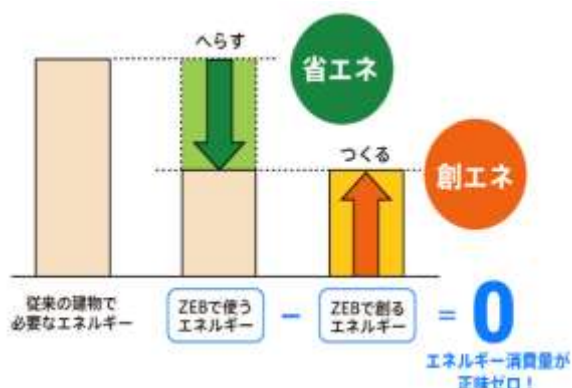 へらす
省エネ
つくる
創エネ
従来の建物で
必要なエネルギー
ZEBで使う
エネルギー
−
ZEBで創る
エネルギー
= 0
エネルギー消費量が
正味ゼロ！